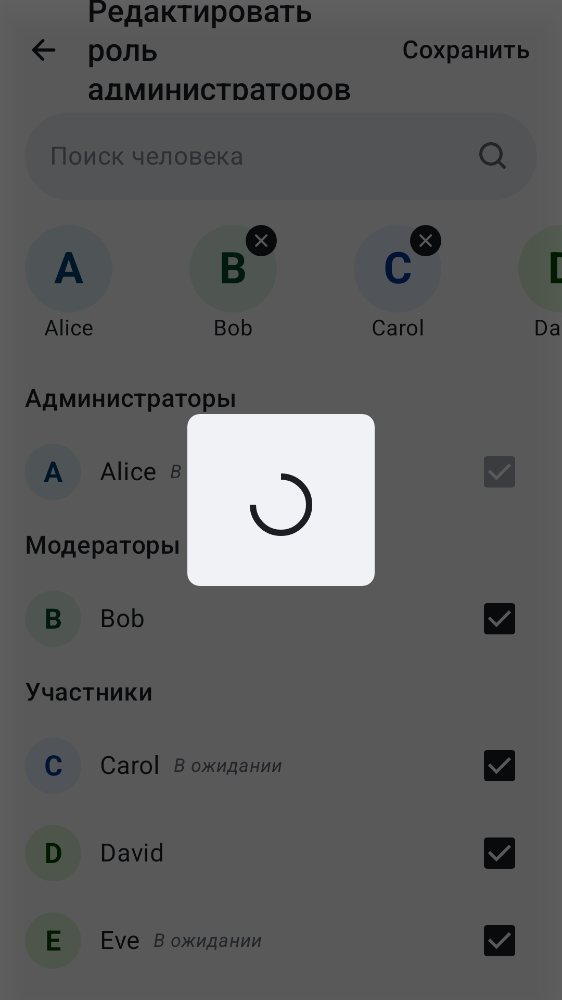 Редактировать
роль
администраторов
Сохранить
Поиск человека
A
B
C
Alice
Bob
Carol
Da
Администраторы
A
Alice В
Модераторы
B
Bob
Участники
C
Carol В ожидании
D
David
E
Eve В ожидании